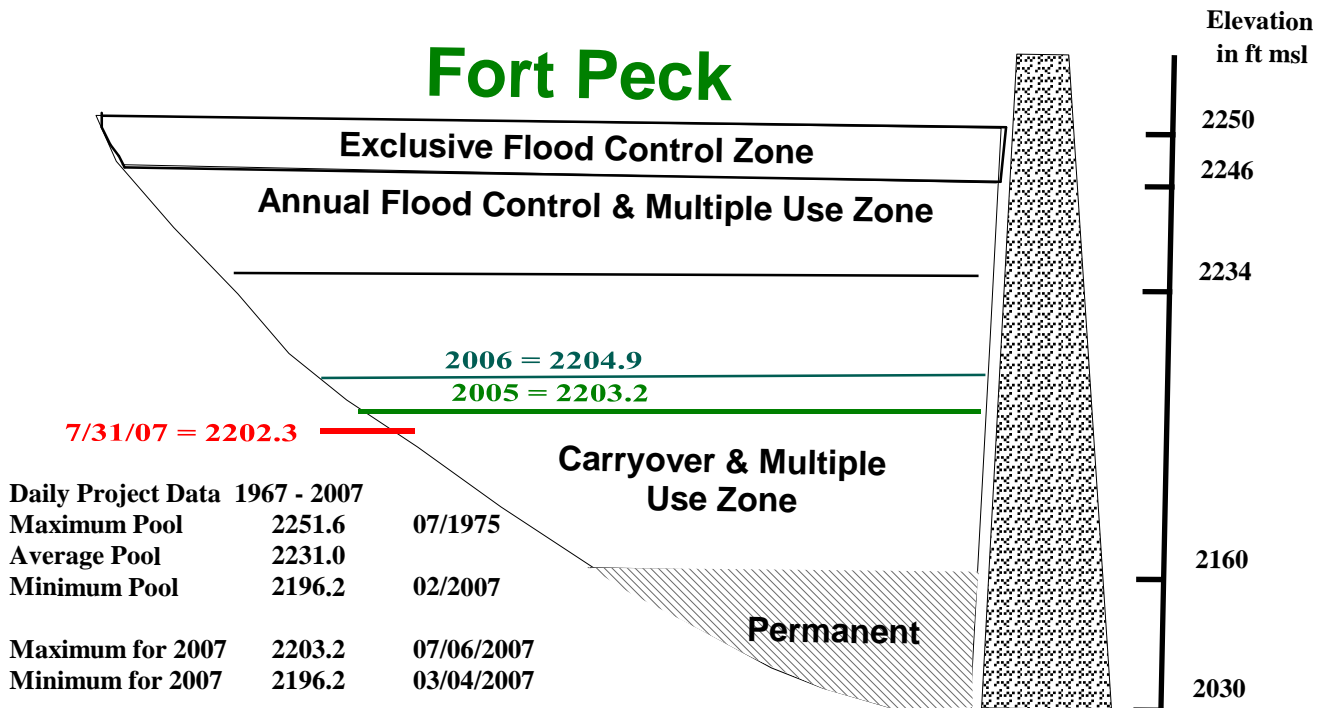 Elevation
in ft msl
Fort Peck
2250
Exclusive Flood Control Zone
2246
Annual Flood Control & Multiple Use Zone
2234
2006 = 2204.9
2005 = 2203.2
7/31/07 = 2202.3
Carryover & Multiple
Use Zone
Daily Project Data 1967 - 2007
Maximum Pool 2251.6 07/1975
Average Pool 2231.0
Minimum Pool 2196.2 02/2007
2160
Permanent
Maximum for 2007 2203.2 07/06/2007
Minimum for 2007 2196.2 03/04/2007
2030